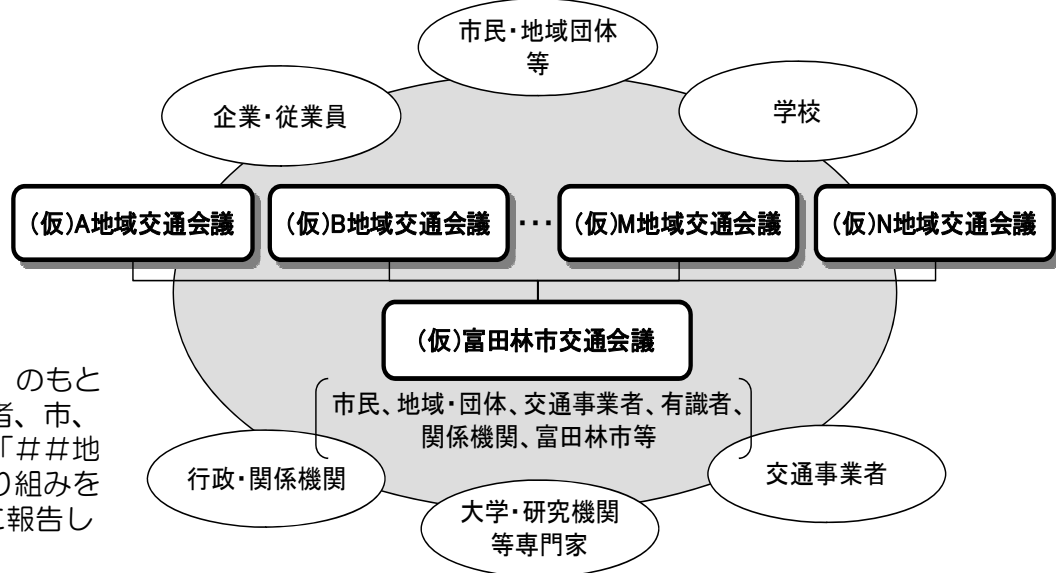 市民・地域団体
等
企業・従業員
学校
(仮)A地域交通会議
(仮)B地域交通会議
…
(仮)M地域交通会議
(仮)N地域交通会議
(仮)富田林市交通会議
市民、地域・団体、交通事業者、有識者、
関係機関、富田林市等
のもと
者、市、
「##地
り組みを
に報告し
行政・関係機関
交通事業者
大学・研究機関
等専門家